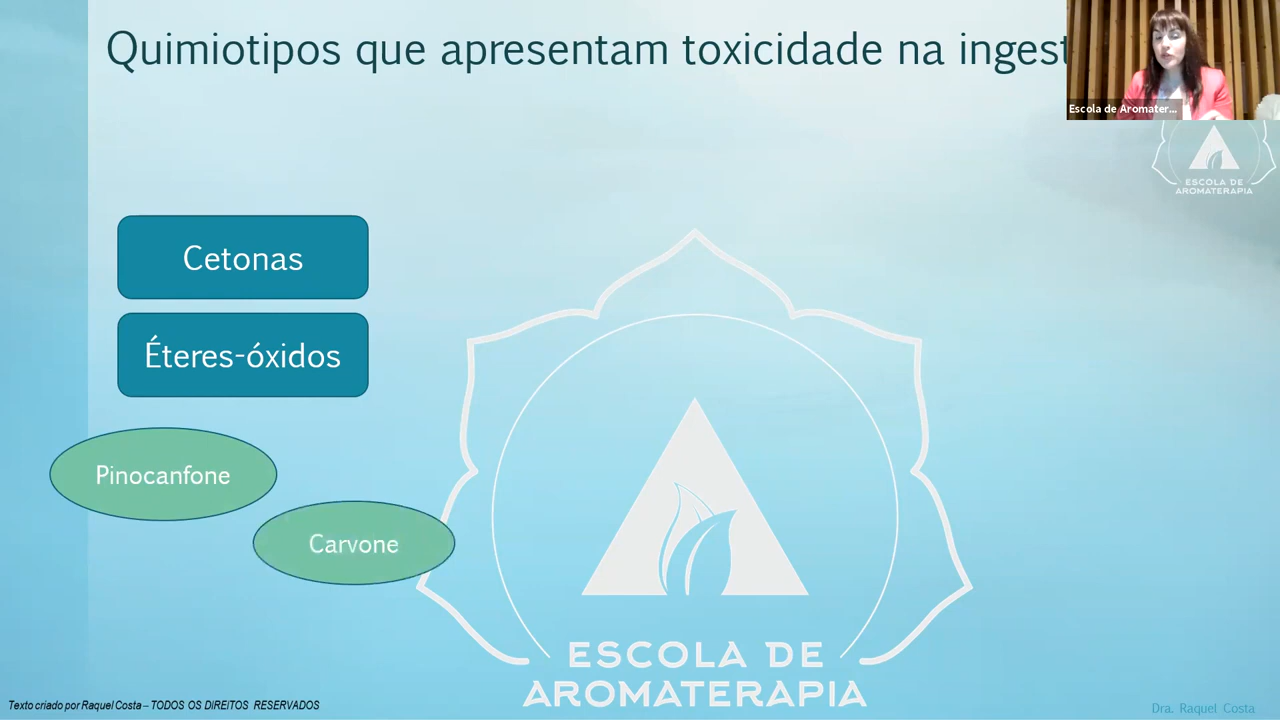 Quimiotipos que apresentam toxicidade na ingest
Escola de Aromater...
ESCOLA DE
AROMATERAPIA
Cetonas
Éteres-óxidos
Pinocanfone
Carvone
ESCOLA DE
AROMATERAPIA
Texto criado por Raquel Costa – TODOS OS DIREITOS RESERVADOS
Dra. Raquel Costa